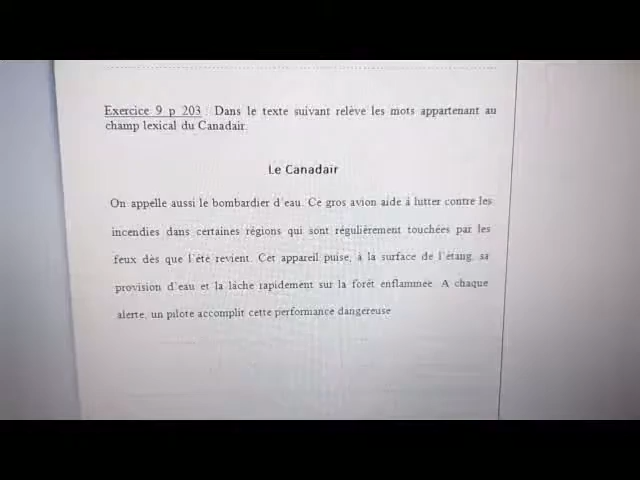 Exercice 9 p 203 : Dans le texte suivant relève les mots appartenant au
champ lexical du Canadair.
Le Canadair
On appelle aussi le bombardier d'eau. Ce gros avion aide à lutter contre les
incendies dans certaines régions qui sont régulièrement touchées par les
feux dès que l'été revient. Cet appareil puise, à la surface de l'étang, sa
provision d'eau et la lâche rapidement sur la forêt enflammée. A chaque
alerte, un pilote accomplit cette performance dangereuse